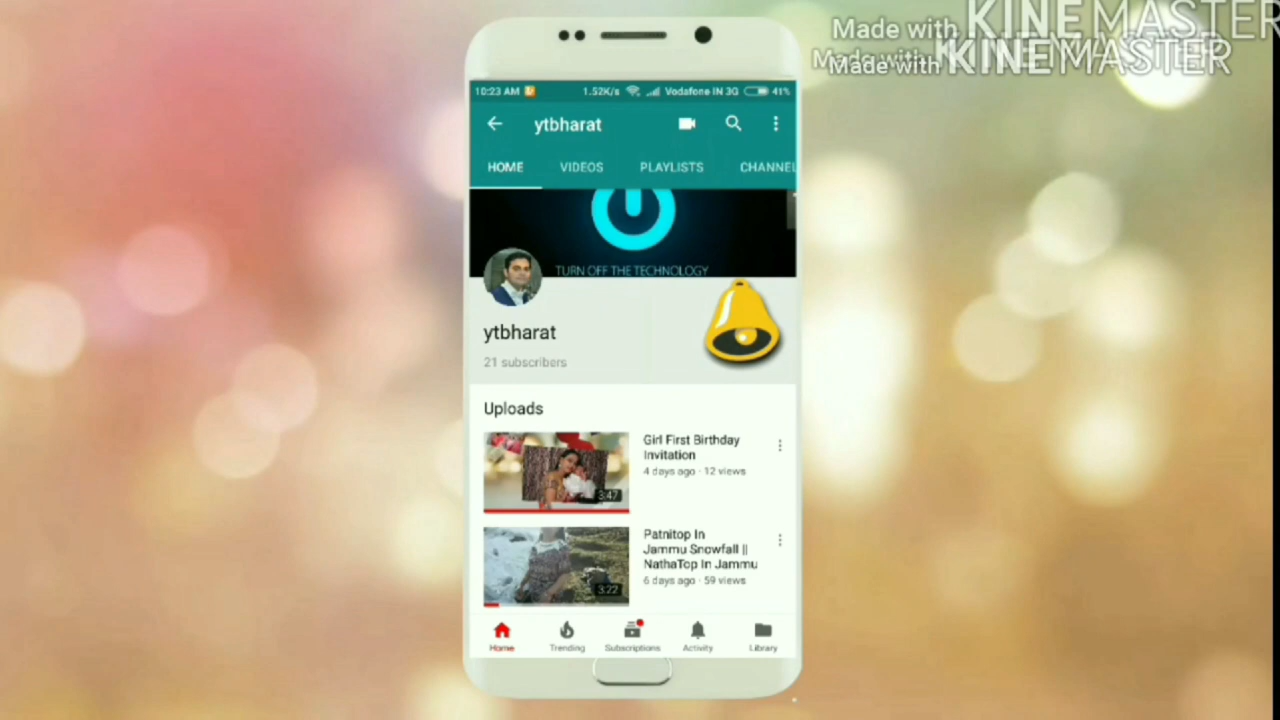 Made with KINEMASTER
Made with KINEMASTER
Made with
10:23 AM 1.52K/s Vodafone IN 3G 41%
ytbharat
HOME VIDEOS PLAYLISTS CHANNEL
TURN OFF THE TECHNOLOGY
ytbharat
21 subscribers
Uploads
Girl First Birthday
Invitation
4 days ago · 12 views
3:47
Patnitop In
Jammu Snowfall ||
NathaTop In Jammu
6 days ago · 59 views
3:22
Home Trending Subscriptions Activity Library